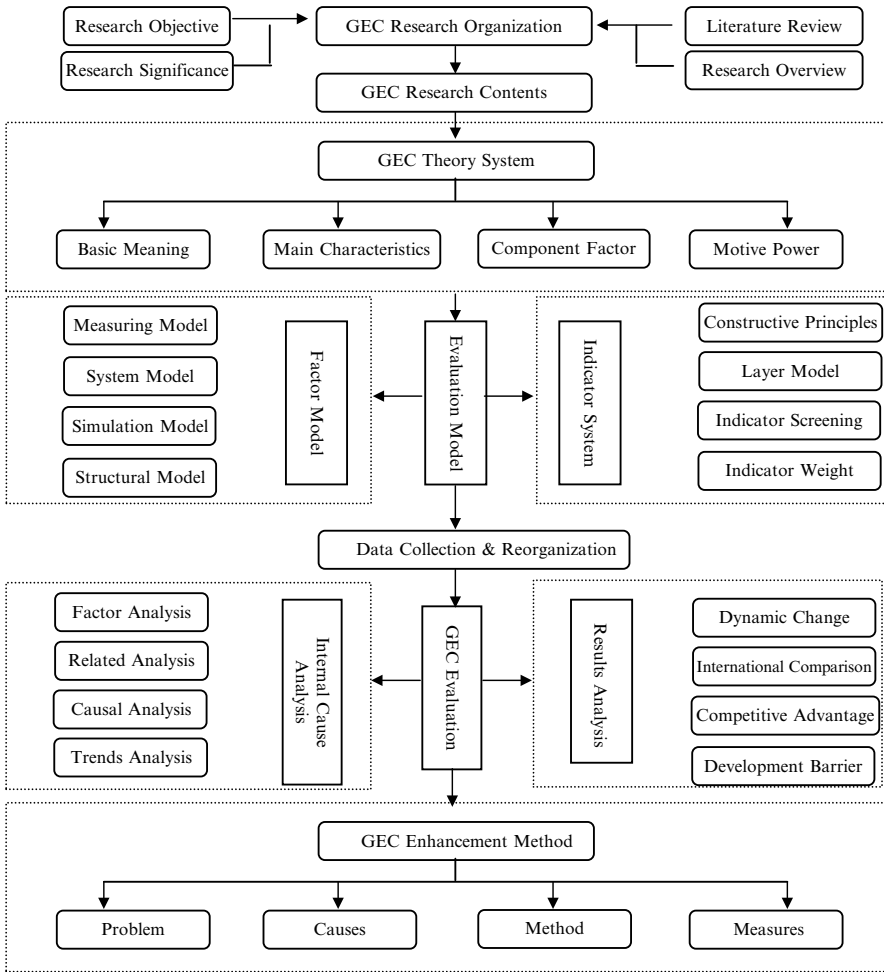 Research Objective
GEC Research Organization
Literature Review
Research Significance
Research Overview
GEC Research Contents
GEC Theory System
Basic Meaning
Main Characteristics
Component Factor
Motive Power
Measuring Model
System Model
Simulation Model
Structural Model
Factor Model
Evaluation Model
Indicator System
Constructive Principles
Layer Model
Indicator Screening
Indicator Weight
Data Collection & Reorganization
Factor Analysis
Related Analysis
Causal Analysis
Trends Analysis
Internal Cause
Analysis
GEC Evaluation
Results Analysis
Dynamic Change
International Comparison
Competitive Advantage
Development Barrier
GEC Enhancement Method
Problem
Causes
Method
Measures